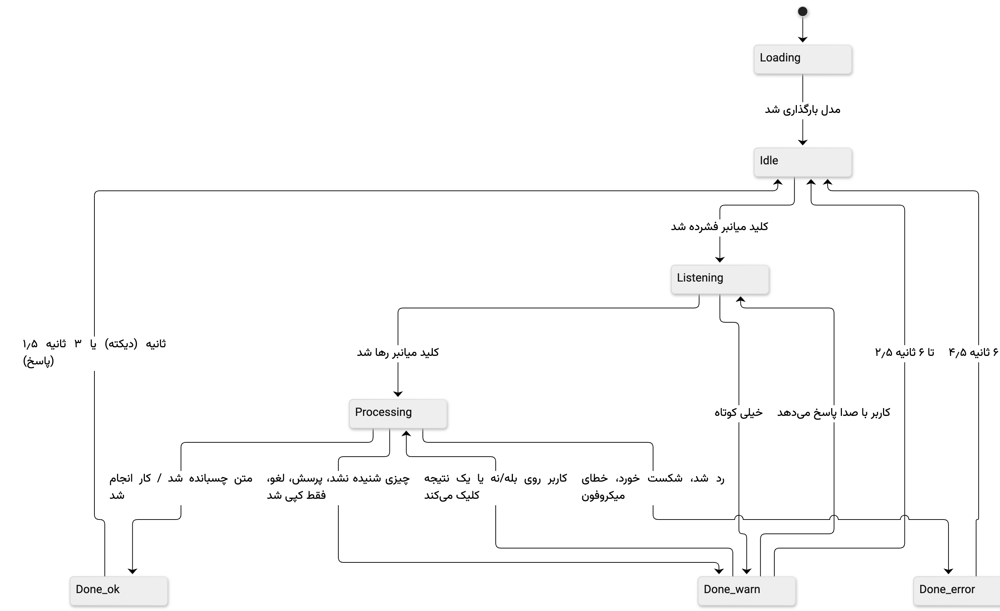 Loading
مدل بارگذاری شد
Idle
کلید میانبر فشرده شد
Listening
۱٫۵ ثانیه (دیکته) یا ۳ ثانیه
(پاسخ)
کلید میانبر رها شد
۲٫۵ تا ۶ ثانیه
۴٫۵ ۶ ثانیه
Processing
خیلی کوتاه
کاربر با صدا پاسخ می‌دهد
متن چسبانده شد / کار انجام
شد
چیزی شنیده نشد، پرسش، لغو،
فقط کپی شد
کاربر روی بله/نه یا یک نتیجه
کلیک می‌کند
رد شد، شکست خورد، خطای
میکروفون
Done_ok
Done_warn
Done_error